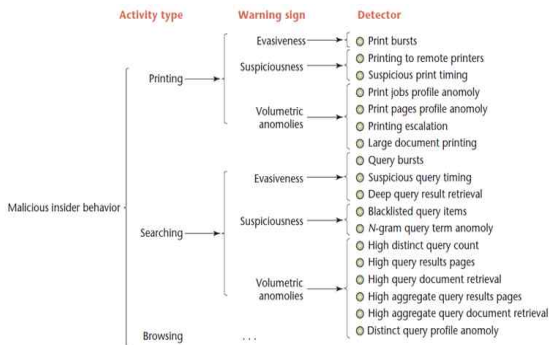 Activity type
Warning sign
Detector
Malicious insider behavior
Printing
Evasiveness
Print bursts
Suspiciousness
Printing to remote printers
Suspicious print timing
Volumetric
anomolies
Print jobs profile anomoly
Print pages profile anomoly
Printing escalation
Large document printing
Searching
Evasiveness
Query bursts
Suspicious query timing
Deep query result retrieval
Suspiciousness
Blacklisted query items
N-gram query term anomoly
Volumetric
anomolies
High distinct query count
High query results pages
High query document retrieval
High aggregate query results pages
High aggregate query document retrieval
Distinct query profile anomoly
Browsing
...